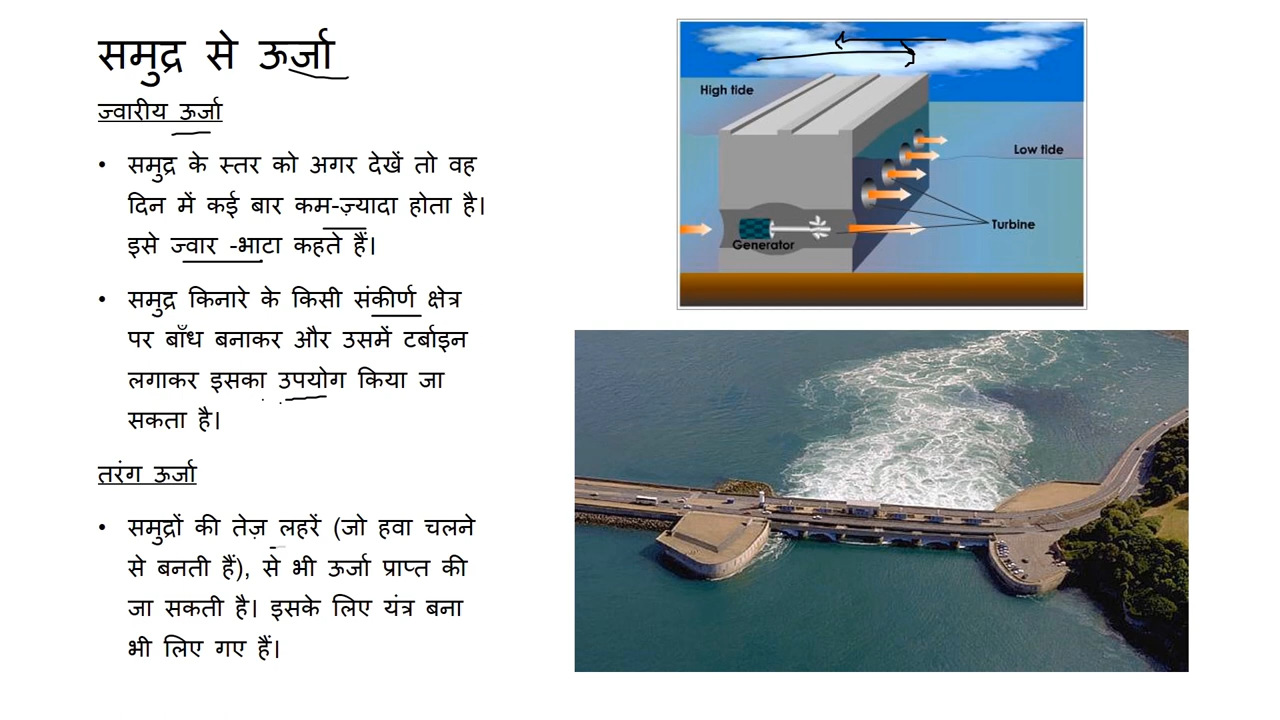 समुद्र से ऊर्जा
ज्वारीय ऊर्जा
• समुद्र के स्तर को अगर देखें तो वह
दिन में कई बार कम-ज़्यादा होता है।
इसे ज्वार -भाटा कहते हैं।
• समुद्र किनारे के किसी संकीर्ण क्षेत्र
पर बाँध बनाकर और उसमें टर्बाइन
लगाकर इसका उपयोग किया जा
सकता है।
तरंग ऊर्जा
• समुद्रों की तेज़ लहरें (जो हवा चलने
से बनती हैं), से भी ऊर्जा प्राप्त की
जा सकती है। इसके लिए यंत्र बना
भी लिए गए हैं।
High tide
Low tide
Turbine
Generator